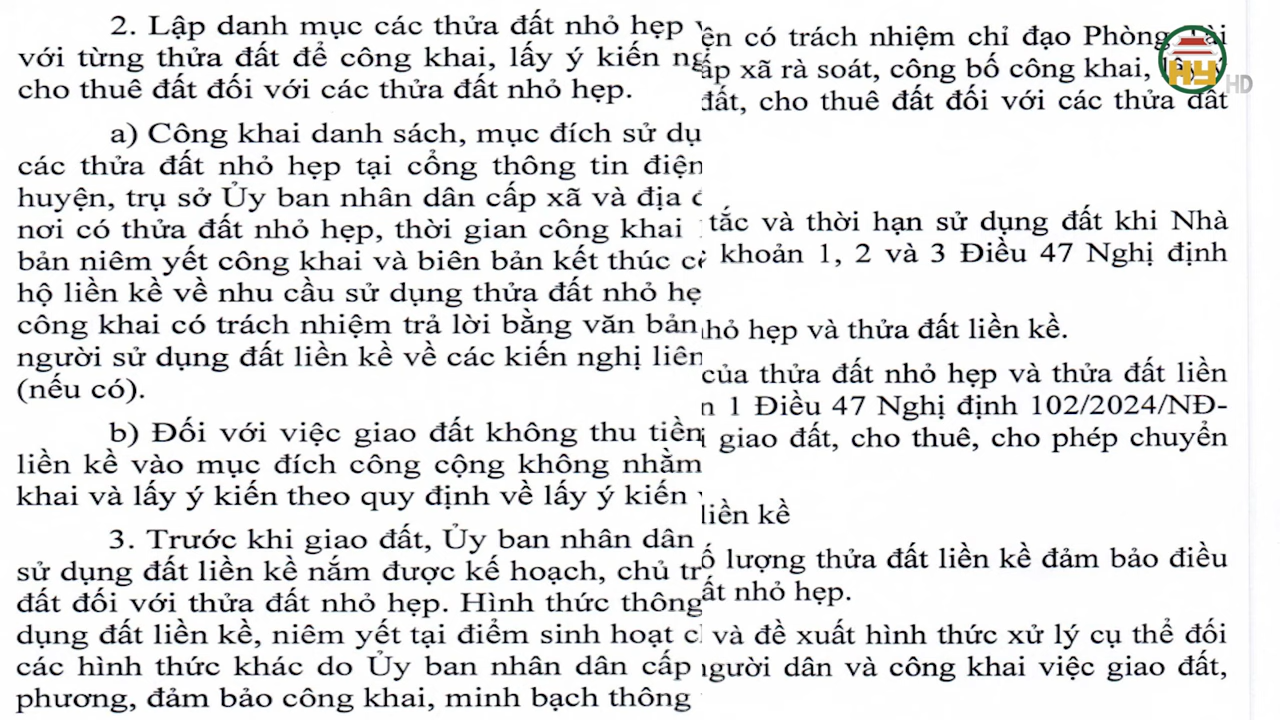 2. Lập danh mục các thửa đất nhỏ hẹp
với từng thửa đất để công khai, lấy ý kiến
cho thuê đất đối với các thửa đất nhỏ hẹp.
a) Công khai danh sách, mục đích sử
các thửa đất nhỏ hẹp tại cổng thông tin điện
huyện, trụ sở Ủy ban nhân dân cấp xã và địa
nơi có thửa đất nhỏ hẹp, thời gian công khai
bản niêm yết công khai và biên bản kết thúc
hộ liền kề về nhu cầu sử dụng thửa đất nhỏ
công khai có trách nhiệm trả lời bằng văn bản
người sử dụng đất liền kề về các kiến nghị
(nếu có).
b) Đối với việc giao đất không thu tiền
liền kề vào mục đích công cộng không nhằm
khai và lấy ý kiến theo quy định về lấy ý kiến
3. Trước khi giao đất, Ủy ban nhân dân
sử dụng đất liền kề nắm được kế hoạch, chủ
đất đối với thửa đất nhỏ hẹp. Hình thức thông
dụng đất liền kề, niêm yết tại điểm sinh hoạt
các hình thức khác do Ủy ban nhân dân cấp
phương, đảm bảo công khai, minh bạch thông
có trách nhiệm chỉ đạo Phòng
xã rà soát, công bố công khai,
đất, cho thuê đất đối với các thửa đất
tắc và thời hạn sử dụng đất khi Nhà
khoản 1, 2 và 3 Điều 47 Nghị định
nhỏ hẹp và thửa đất liền kề.
của thửa đất nhỏ hẹp và thửa đất liền
1 Điều 47 Nghị định 102/2024/NĐ-
giao đất, cho thuê, cho phép chuyển
liền kề
lượng thửa đất liền kề đảm bảo điều
nhỏ hẹp.
và đề xuất hình thức xử lý cụ thể đối
người dân và công khai việc giao đất,
HY
HD